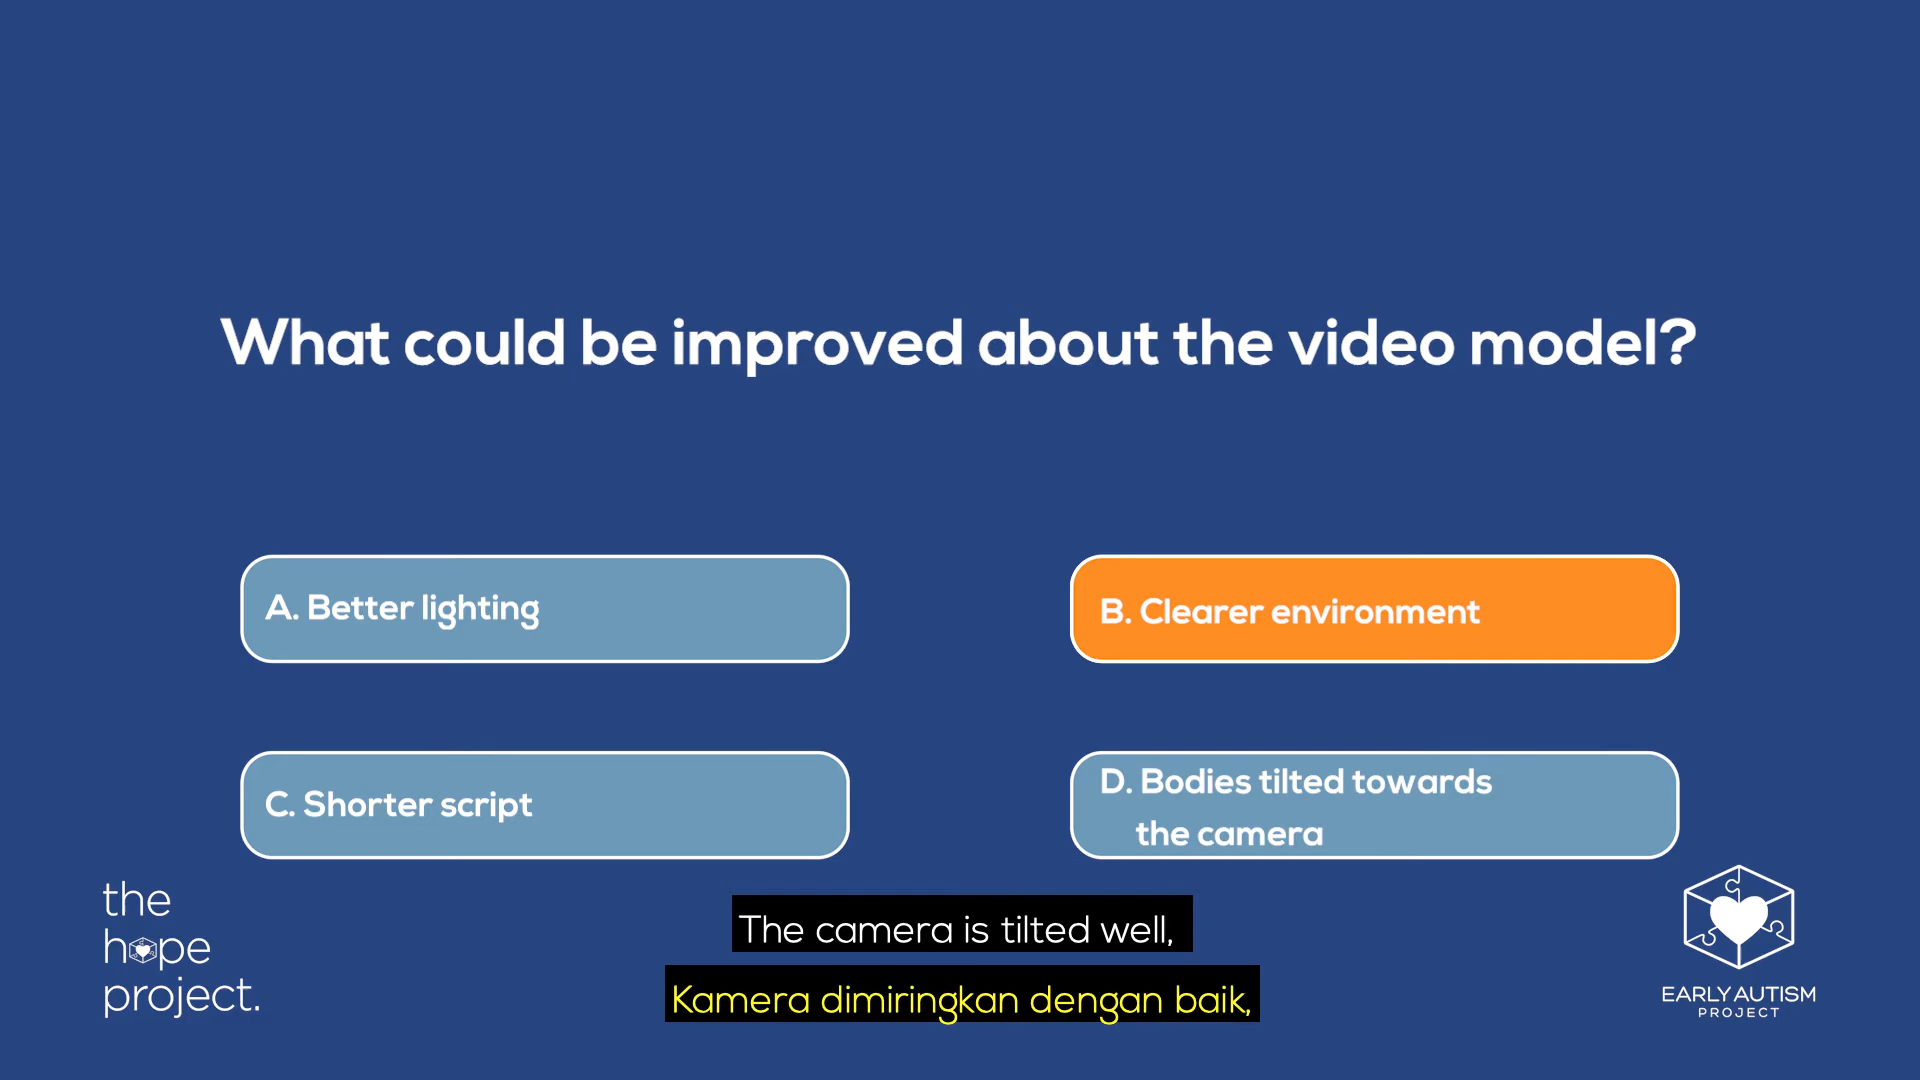 What could be improved about the video model?
A. Better lighting
B. Clearer environment
C. Shorter script
D. Bodies tilted towards
the camera
the
hope
project.
The camera is tilted well,
Kamera dimiringkan dengan baik,
EARLY AUTISM
PROJECT